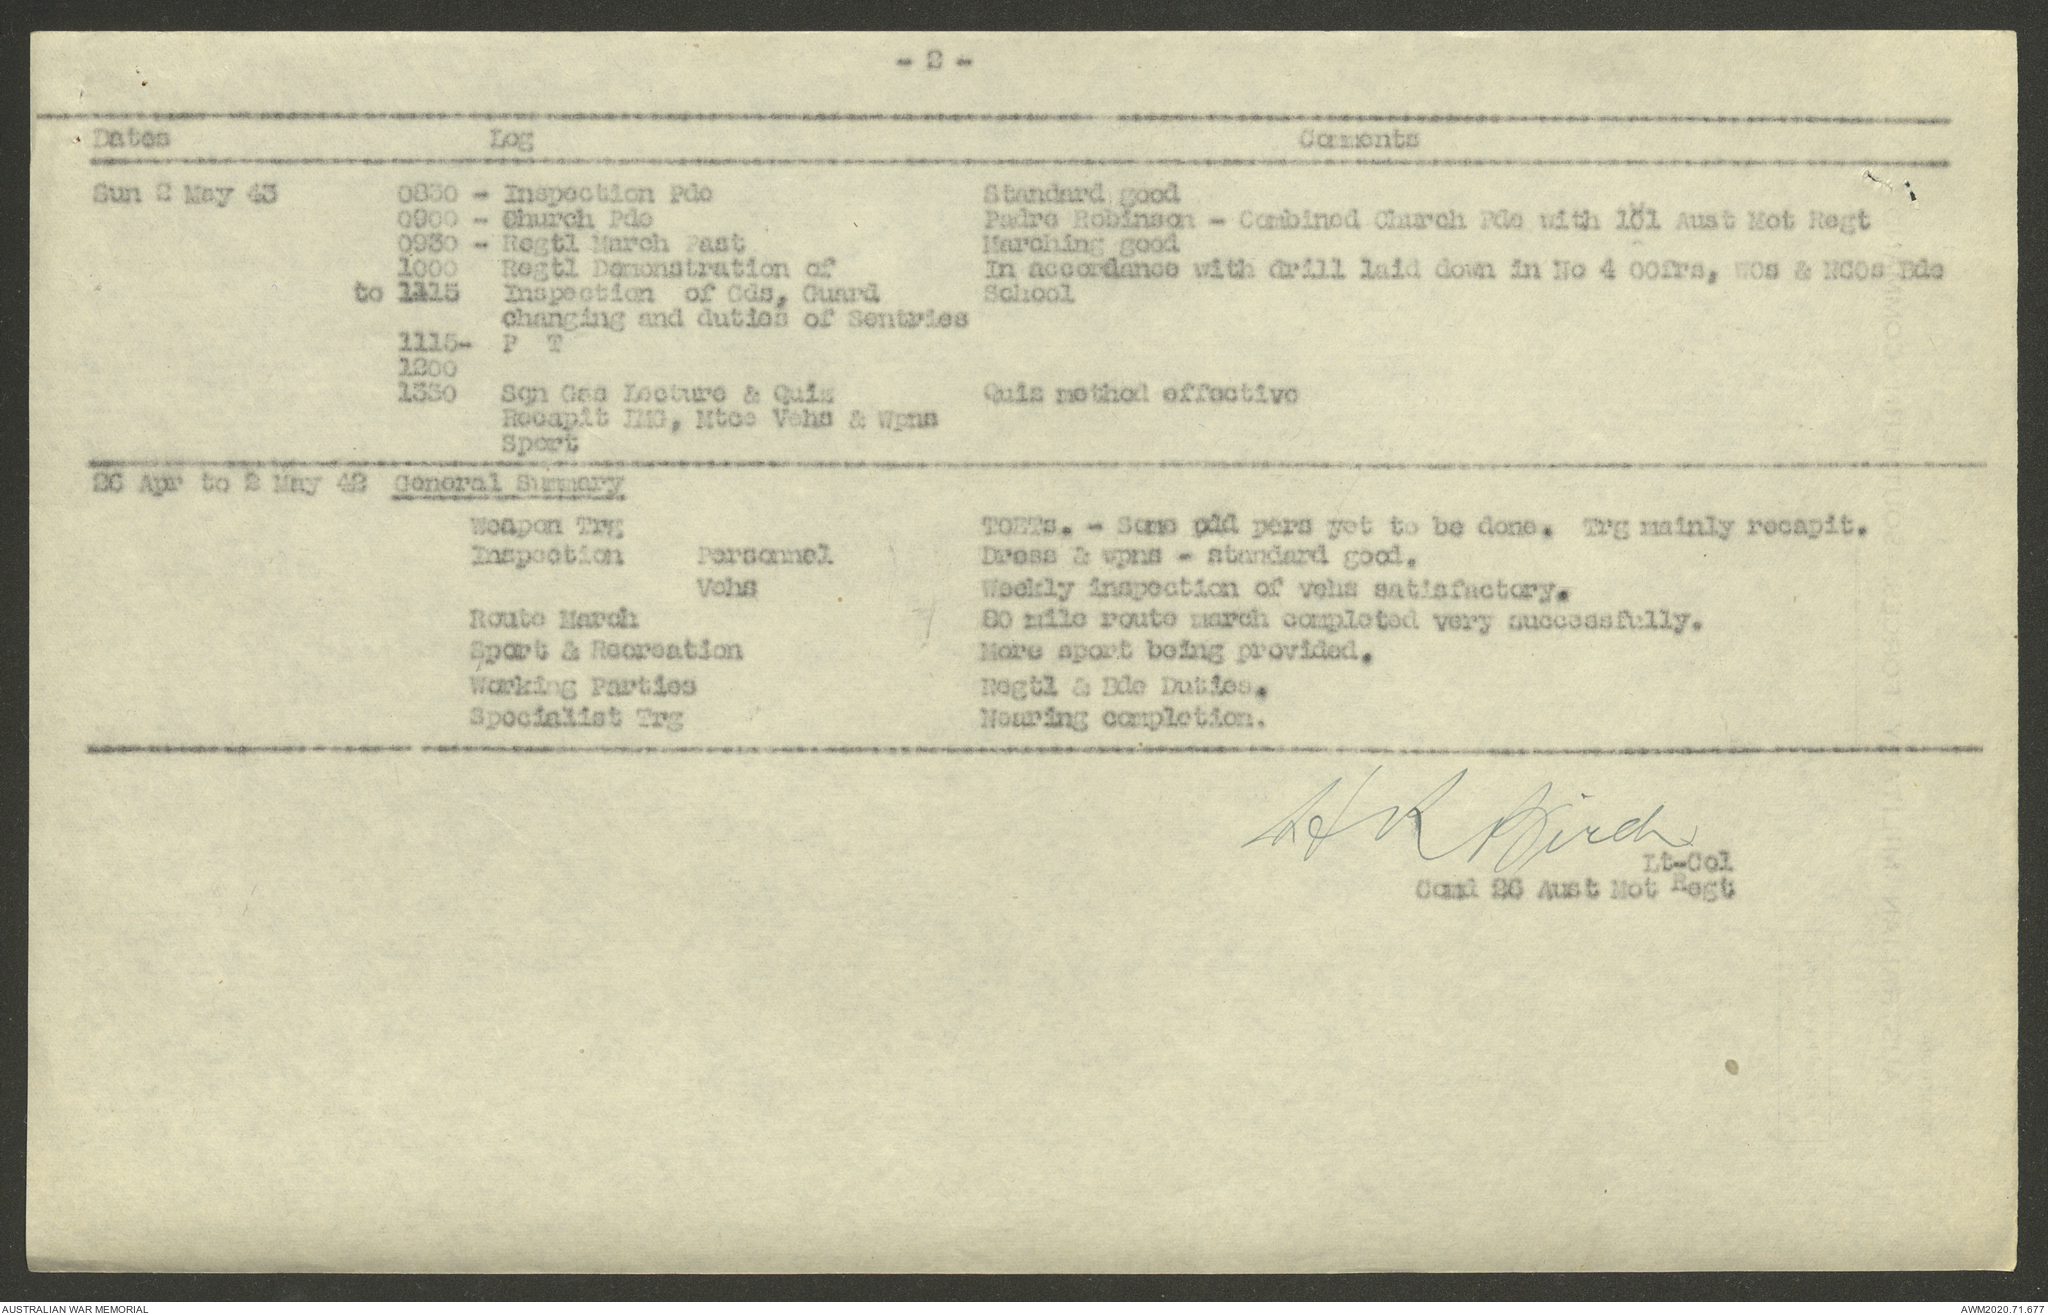 - 2 -
Dates Log Comments
Sun 2 May 43 0830 - Inspection Pde Standard good
0900 - Church Pde Padre Robinson - Combined Church Pde with 101 Aust Mot Regt
0930 - Regtl March Past Marching good
1000 Regtl Demonstration of In accordance with drill laid down in No 4 OOfrs, WOs & NCOs Bde
to 1115 Inspection of Gds, Guard School
changing and duties of Sentries
1115- P T
1200
1330 Sqn Gas Lecture & Quiz Quiz method effective
Recapit LMG, Mtce Vehs & Wpns
Sport
26 Apr to 2 May 42 General Summary
Weapon Trg TOETs. - Some odd pers yet to be done. Trg mainly recapit.
Inspection Personnel Dress & wpns - standard good.
Vehs Weekly inspection of vehs satisfactory.
Route March 80 mile route march completed very successfully.
Sport & Recreation More sport being provided.
Working Parties Regtl & Bde Duties.
Specialist Trg Nearing completion.
H R Birch
Lt-Col
Comd 26 Aust Mot Regt
AUSTRALIAN WAR MEMORIAL AWM2020.71.677